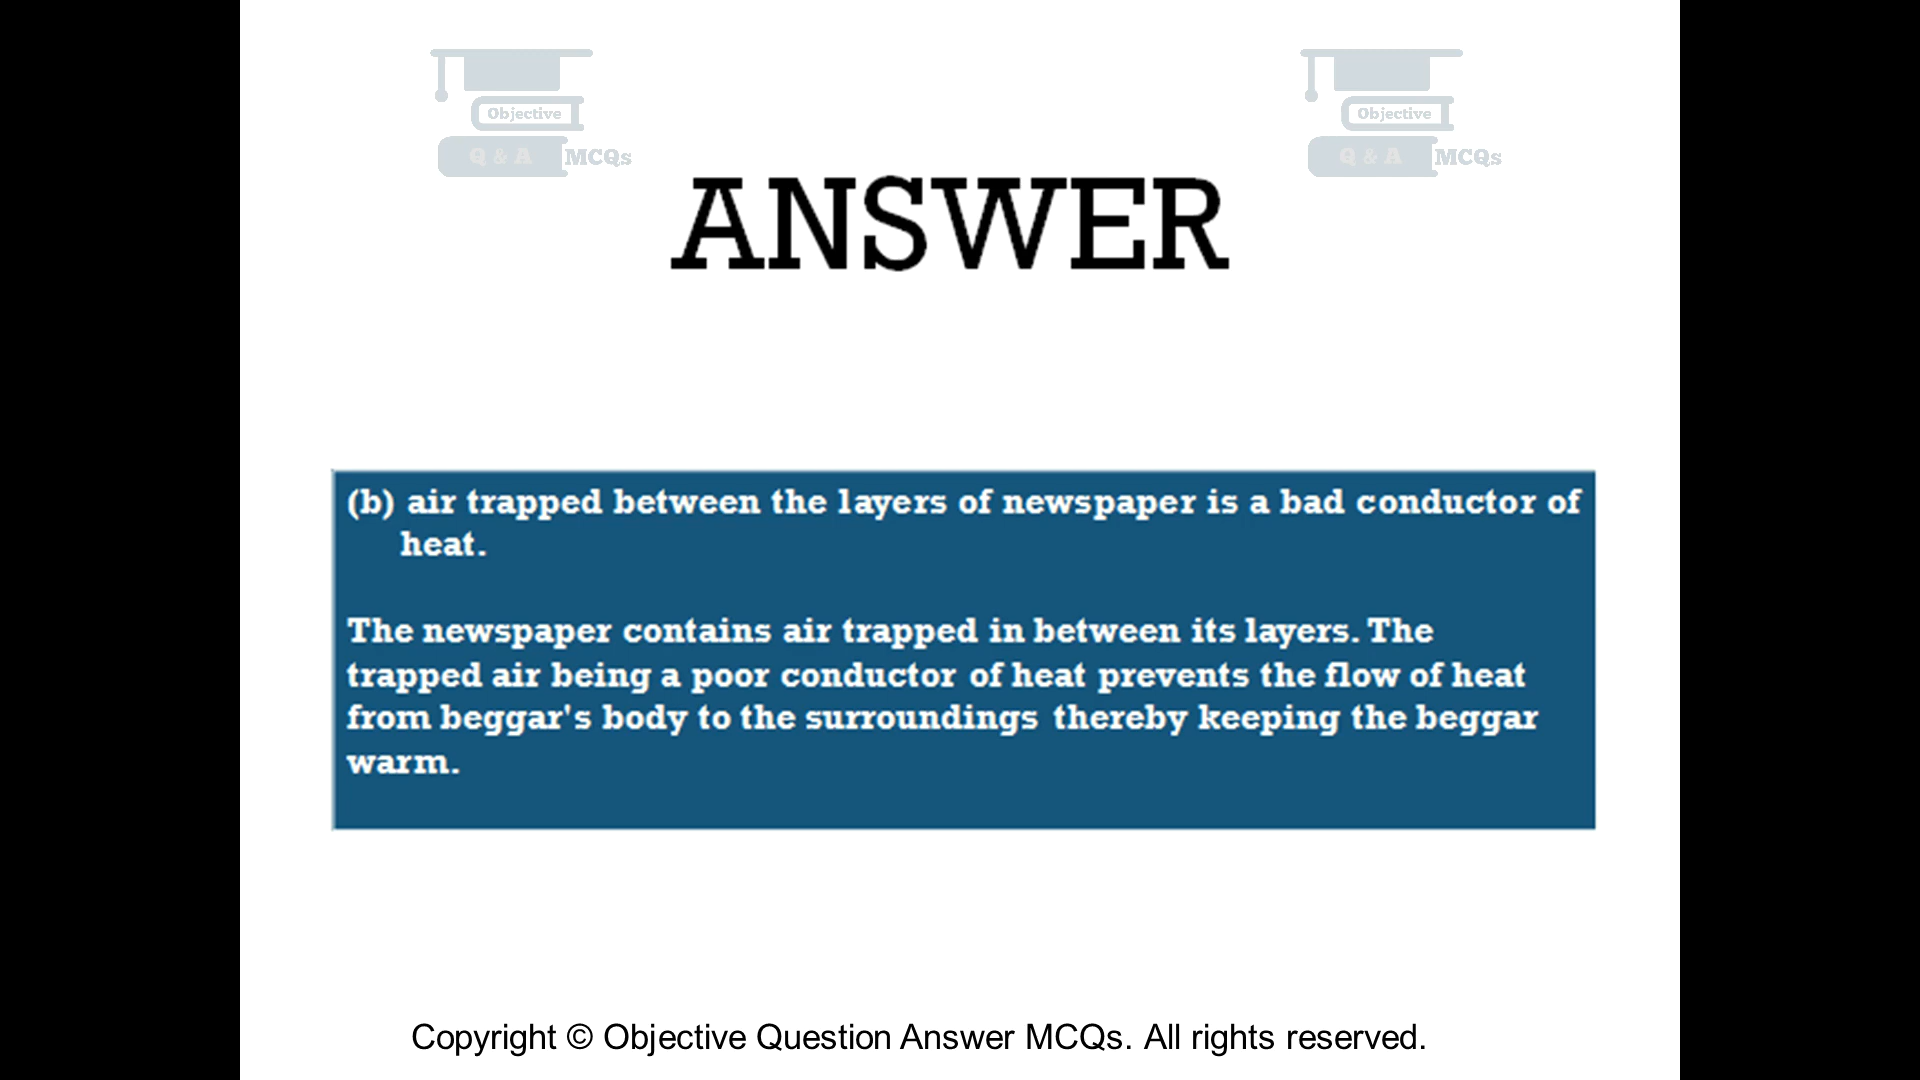 Objective
Q & A MCQs
Objective
Q & A MCQs
ANSWER
(b) air trapped between the layers of newspaper is a bad conductor of
heat.
The newspaper contains air trapped in between its layers. The
trapped air being a poor conductor of heat prevents the flow of heat
from beggar's body to the surroundings thereby keeping the beggar
warm.
Copyright © Objective Question Answer MCQs. All rights reserved.